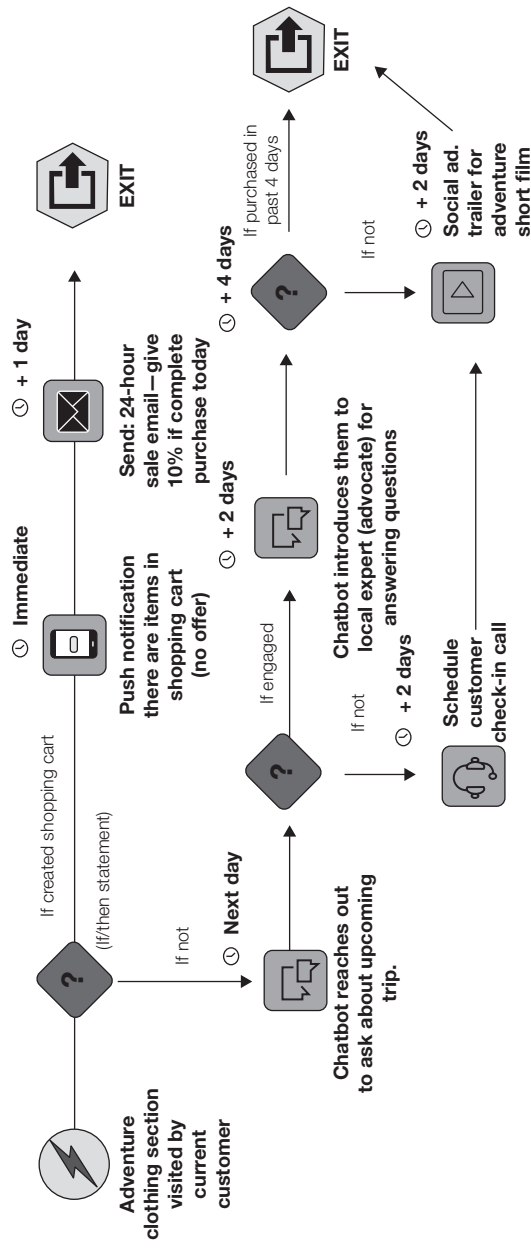 Adventure
clothing section
visited by
current
customer
?
If created shopping cart
(If/then statement)
Immediate
Push notification
there are items in
shopping cart
(no offer)
+ 1 day
Send: 24-hour
sale email—give
10% if complete
purchase today
EXIT
If not
Next day
Chatbot reaches out
to ask about upcoming
trip.
?
If engaged
+ 2 days
Chatbot introduces them to
local expert (advocate) for
answering questions
If not
+ 2 days
Schedule
customer
check-in call
+ 4 days
?
If purchased in
past 4 days
EXIT
If not
+ 2 days
Social ad.
trailer for
adventure
short film